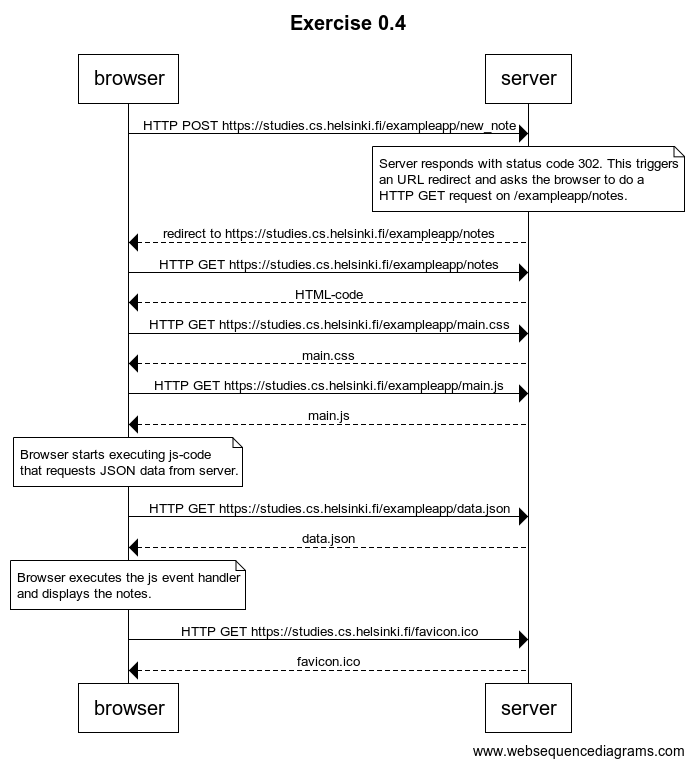 Exercise 0.4
browser
server
HTTP POST https://studies.cs.helsinki.fi/exampleapp/new_note
Server responds with status code 302. This triggers
an URL redirect and asks the browser to do a
HTTP GET request on /exampleapp/notes.
redirect to https://studies.cs.helsinki.fi/exampleapp/notes
HTTP GET https://studies.cs.helsinki.fi/exampleapp/notes
HTML-code
HTTP GET https://studies.cs.helsinki.fi/exampleapp/main.css
main.css
HTTP GET https://studies.cs.helsinki.fi/exampleapp/main.js
main.js
Browser starts executing js-code
that requests JSON data from server.
HTTP GET https://studies.cs.helsinki.fi/exampleapp/data.json
data.json
Browser executes the js event handler
and displays the notes.
HTTP GET https://studies.cs.helsinki.fi/favicon.ico
favicon.ico
browser
server
www.websequencediagrams.com